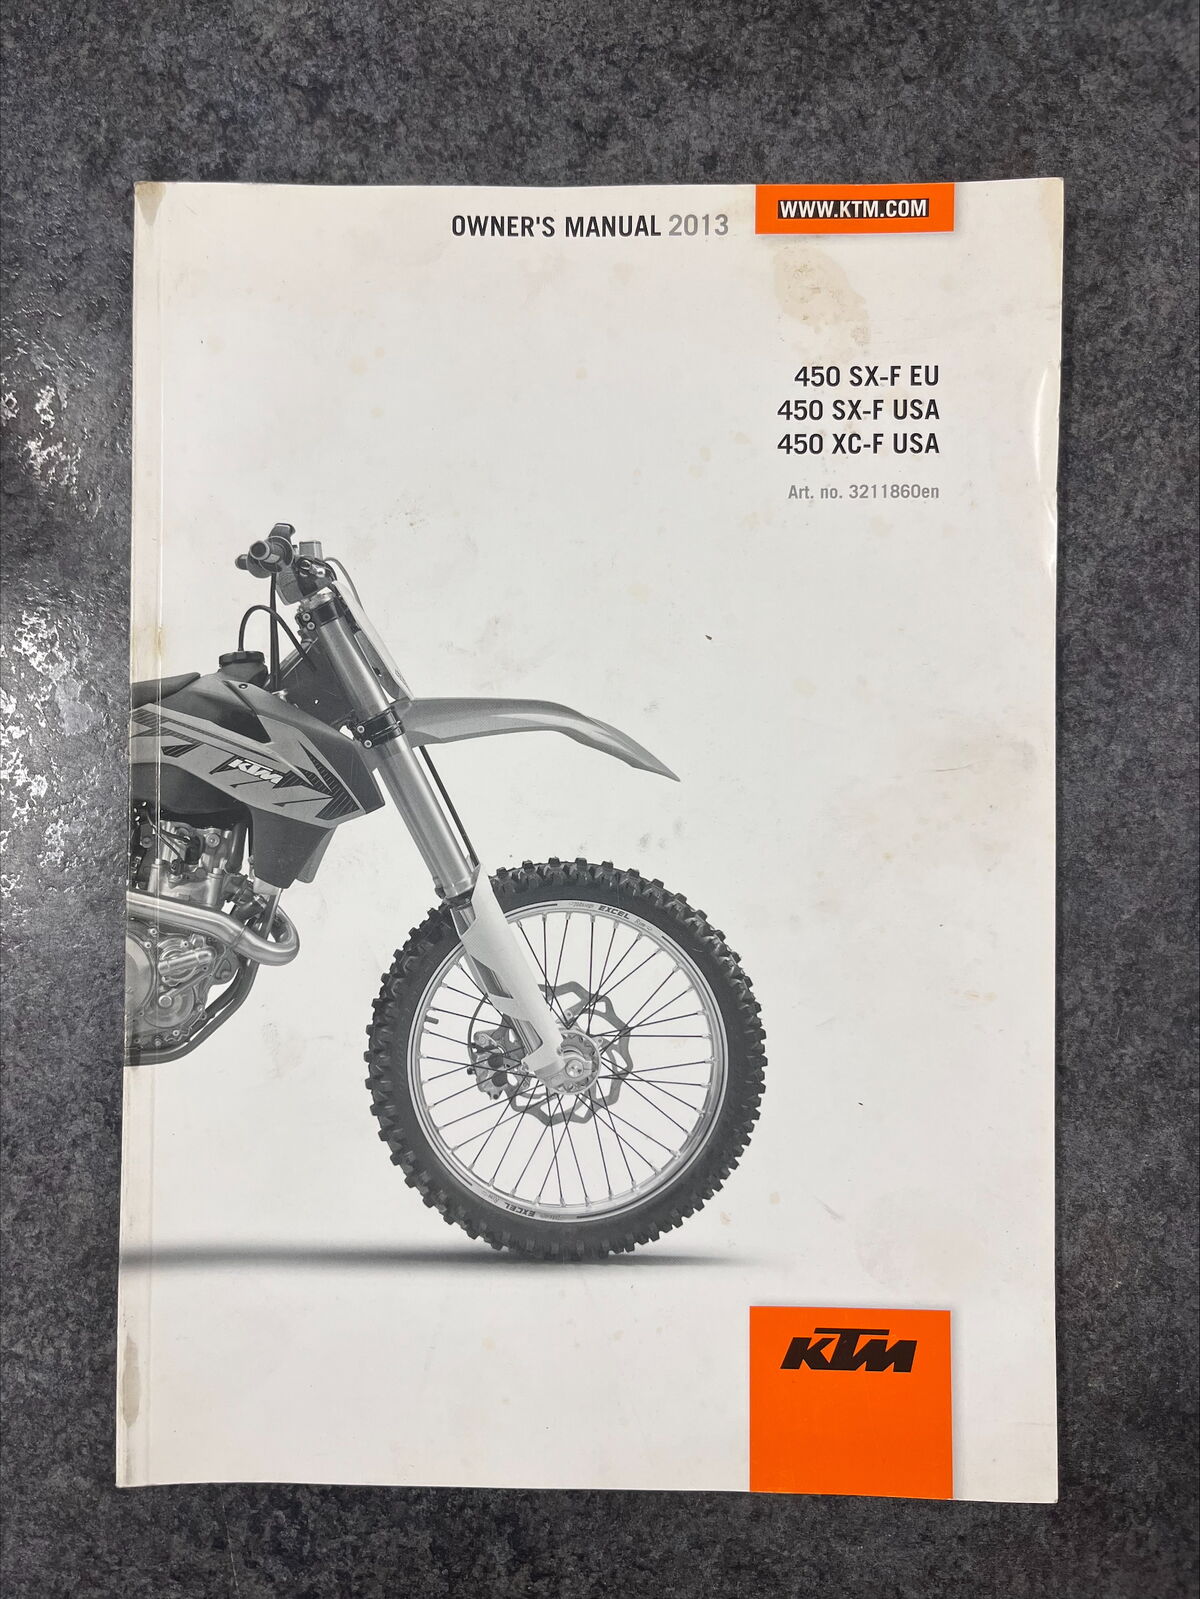 OWNER'S MANUAL 2013
WWW.KTM.COM
450 SX-F EU
450 SX-F USA
450 XC-F USA
Art. no. 3211860en
KTM
EXCEL
EXCEL
KTM